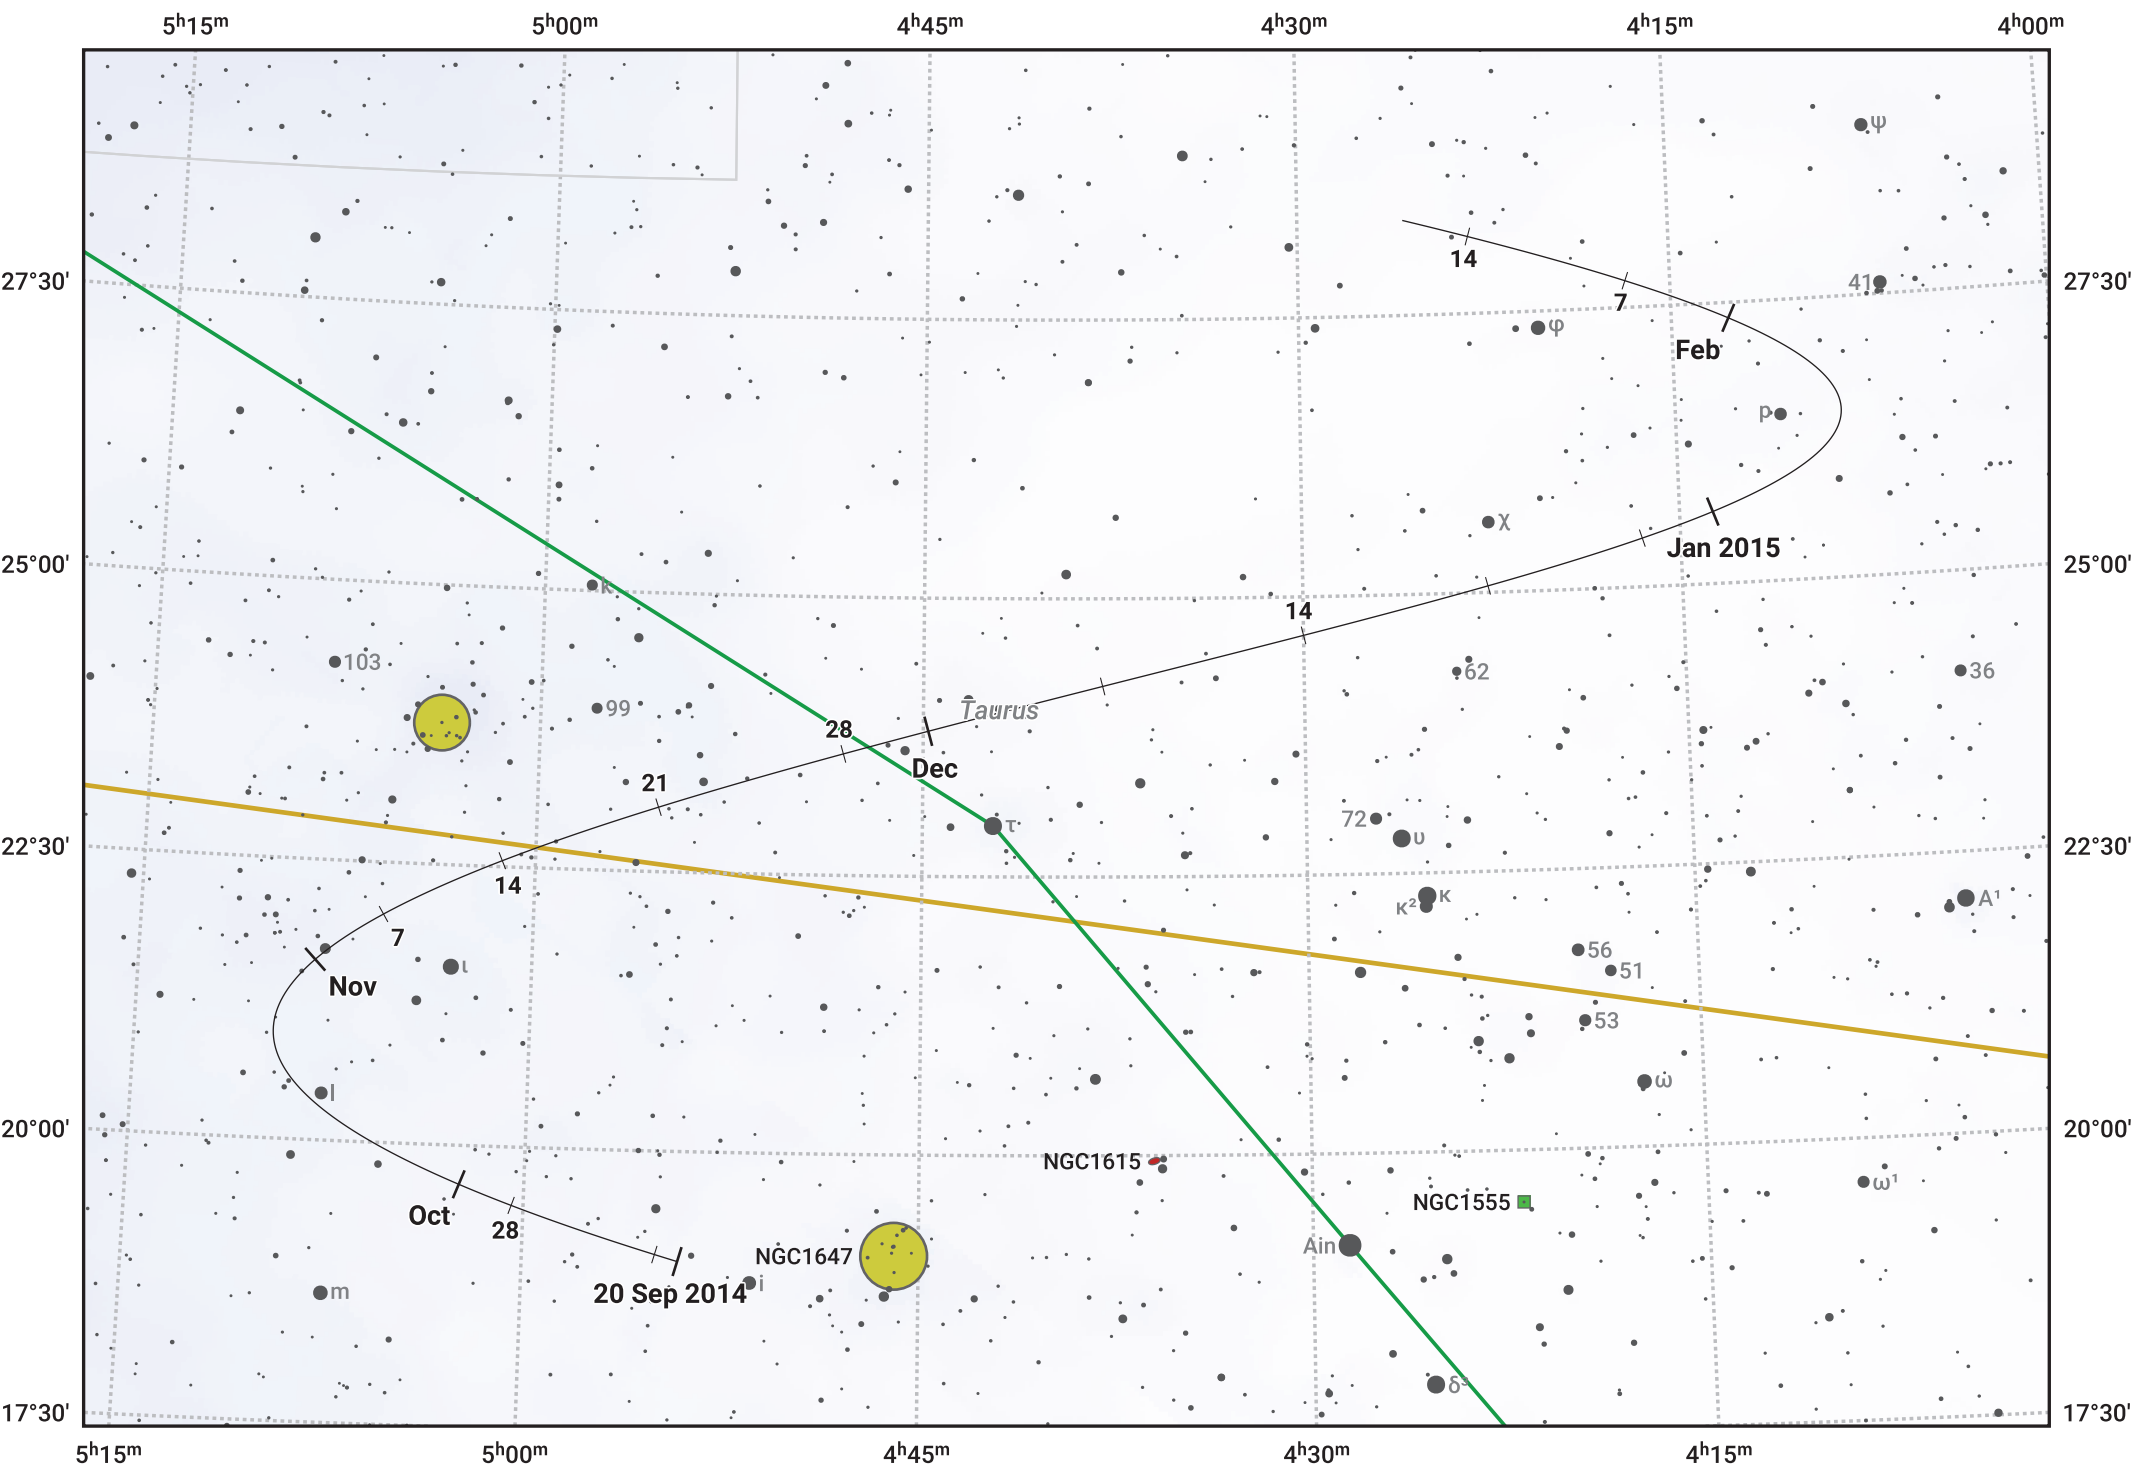 5ʰ15ᵐ 5ʰ00ᵐ 4ʰ45ᵐ 4ʰ30ᵐ 4ʰ15ᵐ 4ʰ00ᵐ
ψ
14
27°30' 41 27°30'
7
φ
Feb
p
χ
Jan 2015
25°00' 25°00'
k
14
103 62 36
99 Taurus
28
Dec
21
72 τ
υ
22°30' 22°30'
14
κ A¹
κ²
7
56
ι 51
Nov
53
ω
l
20°00' 20°00'
NGC1615
ω¹
Oct NGC1555
28
Ain
NGC1647
i
20 Sep 2014
m
δ³
17°30' 17°30'
5ʰ15ᵐ 5ʰ00ᵐ 4ʰ45ᵐ 4ʰ30ᵐ 4ʰ15ᵐ